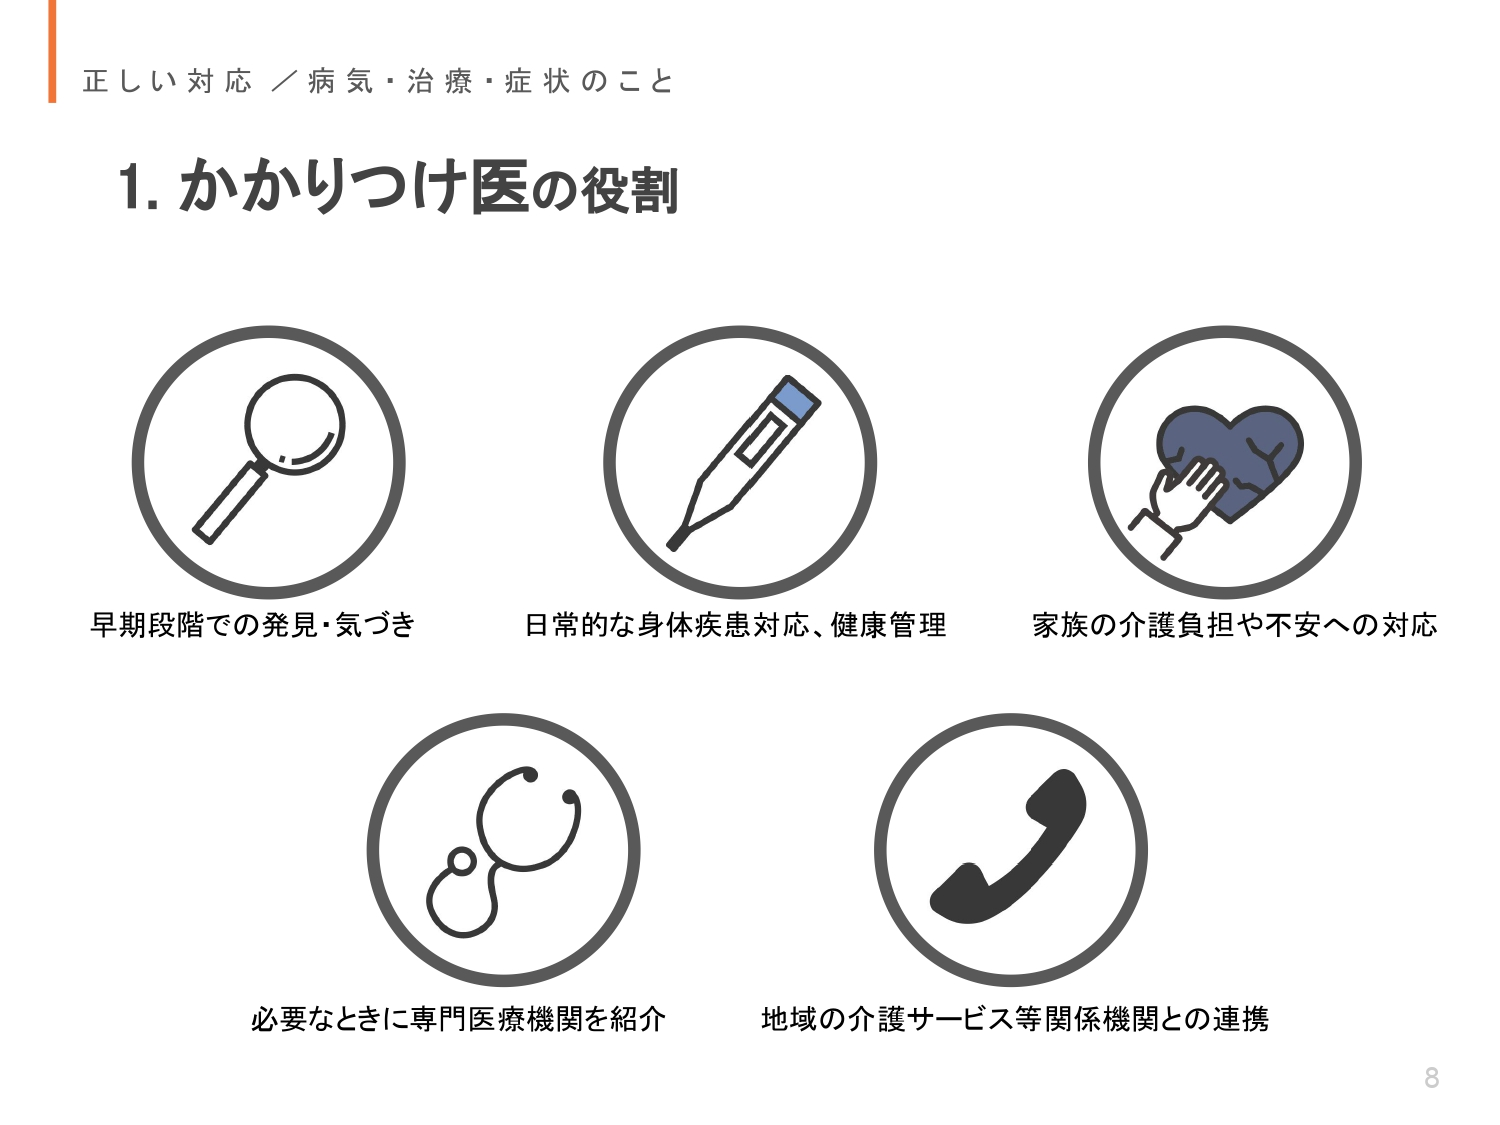 正しい対応／病気・治療・症状のこと
1. かかりつけ医の役割
早期段階での発見・気づき
日常的な身体疾患対応、健康管理
家族の介護負担や不安への対応
必要なときに専門医療機関を紹介
地域の介護サービス等関係機関との連携
8